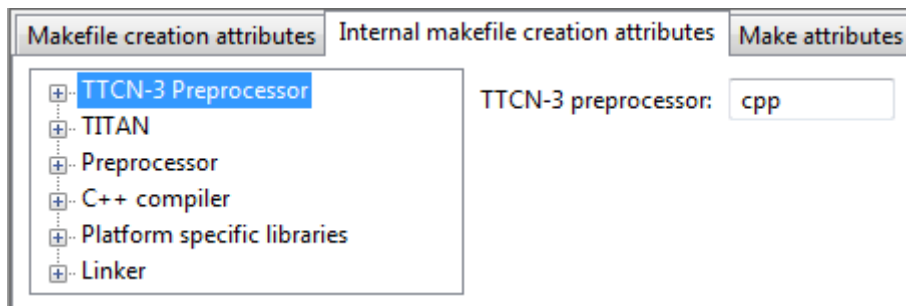 Makefile creation attributes
Internal makefile creation attributes
Make attributes
TTCN-3 Preprocessor
TITAN
Preprocessor
C++ compiler
Platform specific libraries
Linker
TTCN-3 preprocessor:
cpp